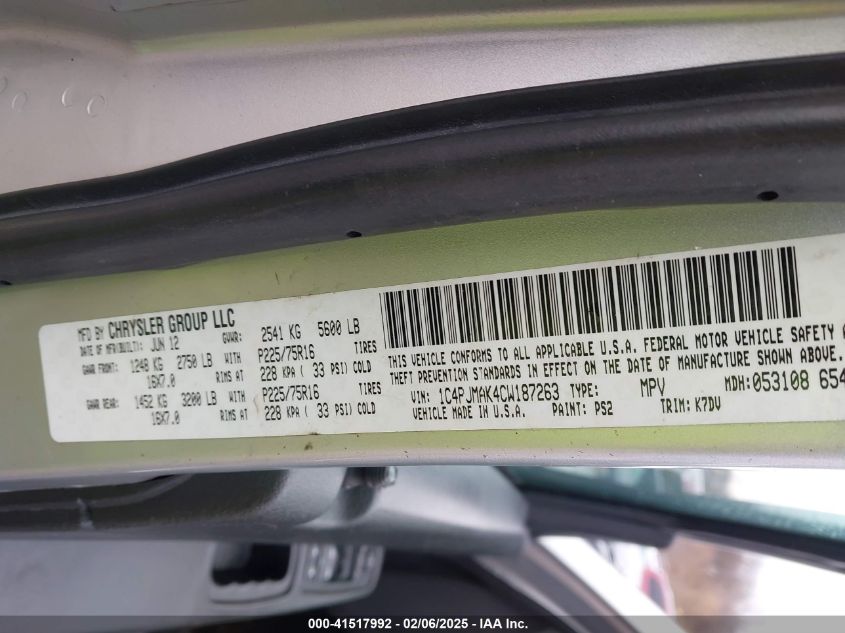 MFD BY CHRYSLER GROUP LLC
DATE OF MFR(BUILT): JUN 12 GVWR: 2541 KG 5600 LB
GAWR FRONT: 1248 KG 2750 LB WITH P225/75R16 TIRES
16X7.0 RIMS AT 228 KPA ( 33 PSI) COLD
GAWR REAR: 1452 KG 3200 LB WITH P225/75R16 TIRES
16X7.0 RIMS AT 228 KPA ( 33 PSI) COLD
THIS VEHICLE CONFORMS TO ALL APPLICABLE U.S.A. FEDERAL MOTOR VEHICLE SAFETY
THEFT PREVENTION STANDARDS IN EFFECT ON THE DATE OF MANUFACTURE SHOWN ABOVE.
VIN: 1C4PJMAK4CW187263 TYPE: MPV MDH: 053108 654
VEHICLE MADE IN U.S.A. PAINT: PS2 TRIM: K7DV
000-41517992 - 02/06/2025 - IAA Inc.